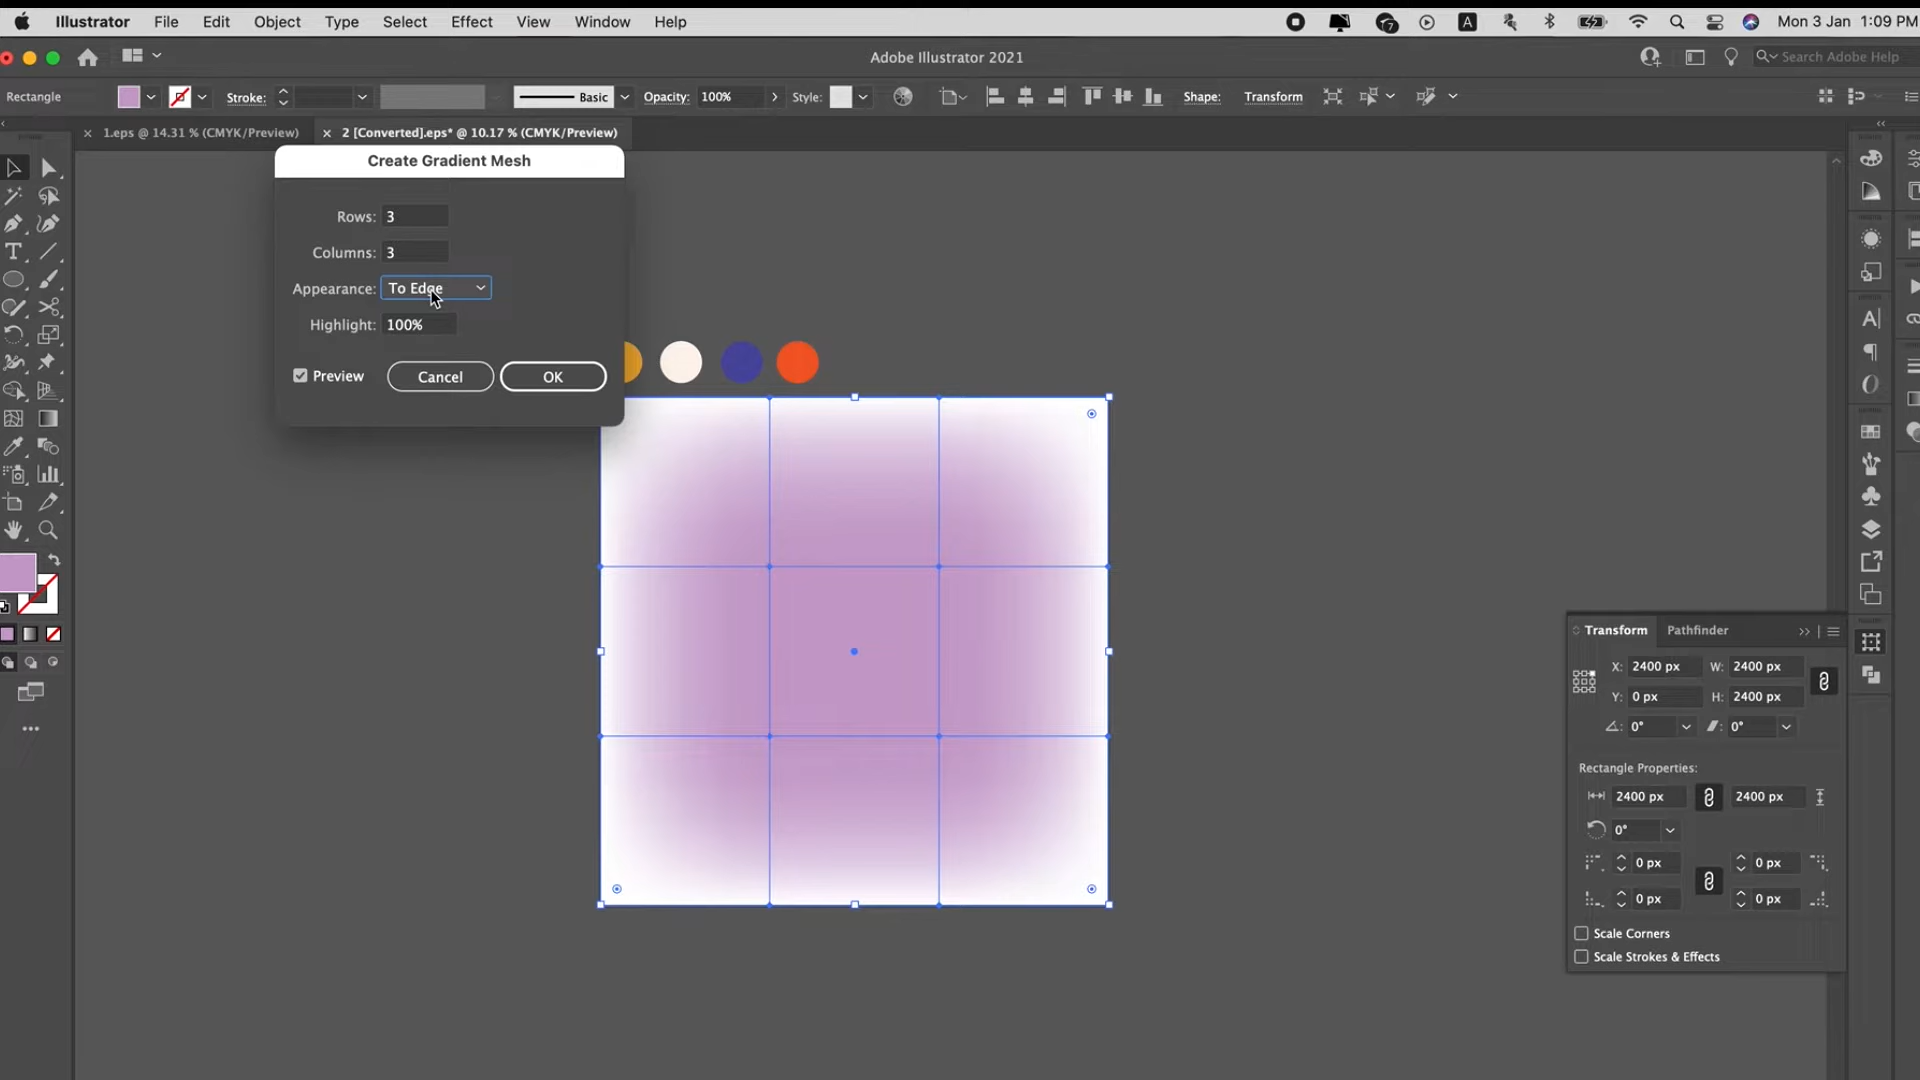 Illustrator File Edit Object Type Select Effect View Window Help 7 A Mon 3 Jan 1:09 PM
Adobe Illustrator 2021 Search Adobe Help
Rectangle Stroke: Basic Opacity: 100% Style: Shape: Transform
1.eps @ 14.31 % (CMYK/Preview) 2 [Converted].eps* @ 10.17 % (CMYK/Preview)
Create Gradient Mesh
Rows: 3
Columns: 3
Appearance: To Edge
Highlight: 100%
Preview Cancel OK
Transform Pathfinder
X: 2400 px W: 2400 px
Y: 0 px H: 2400 px
0° 0°
Rectangle Properties:
2400 px 2400 px
0°
0 px 0 px
0 px 0 px
Scale Corners
Scale Strokes & Effects